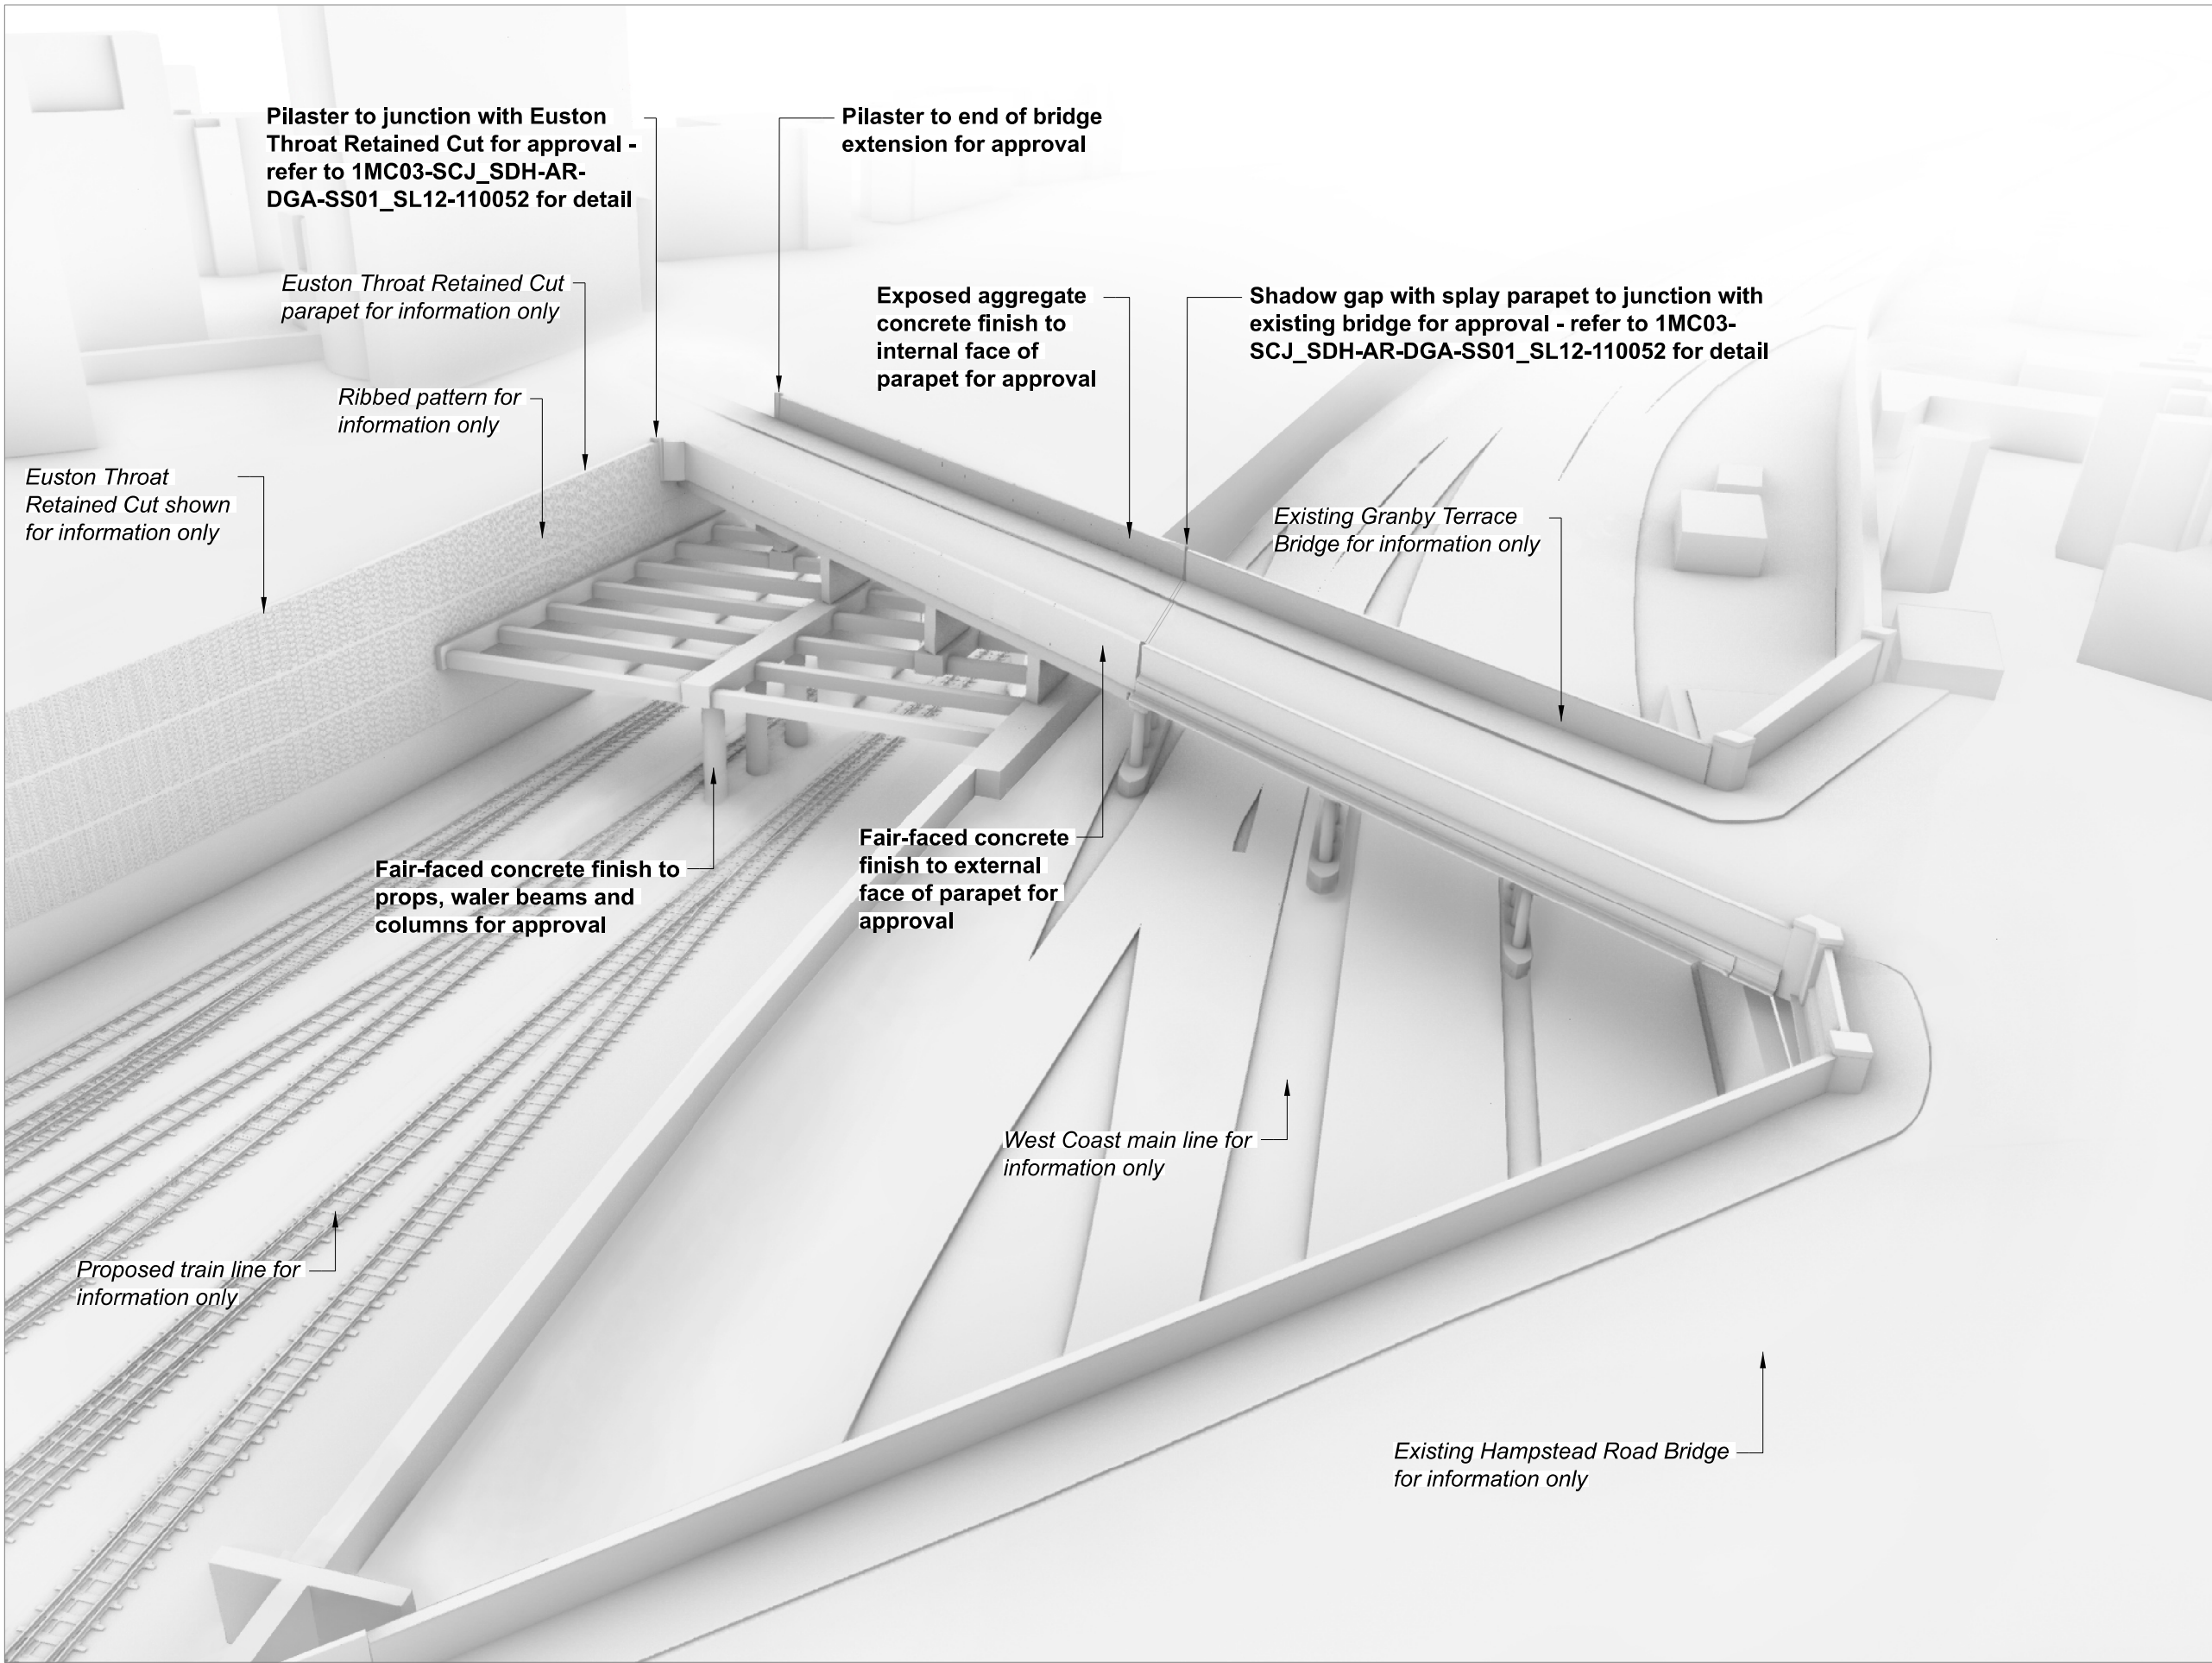 Pilaster to junction with Euston
Throat Retained Cut for approval -
refer to 1MC03-SCJ_SDH-AR-
DGA-SS01_SL12-110052 for detail
Pilaster to end of bridge
extension for approval
Euston Throat Retained Cut
parapet for information only
Exposed aggregate
concrete finish to
internal face of
parapet for approval
Shadow gap with splay parapet to junction with
existing bridge for approval - refer to 1MC03-
SCJ_SDH-AR-DGA-SS01_SL12-110052 for detail
Ribbed pattern for
information only
Euston Throat
Retained Cut shown
for information only
Existing Granby Terrace
Bridge for information only
Fair-faced concrete finish to
props, waler beams and
columns for approval
Fair-faced concrete
finish to external
face of parapet for
approval
West Coast main line for
information only
Proposed train line for
information only
Existing Hampstead Road Bridge
for information only